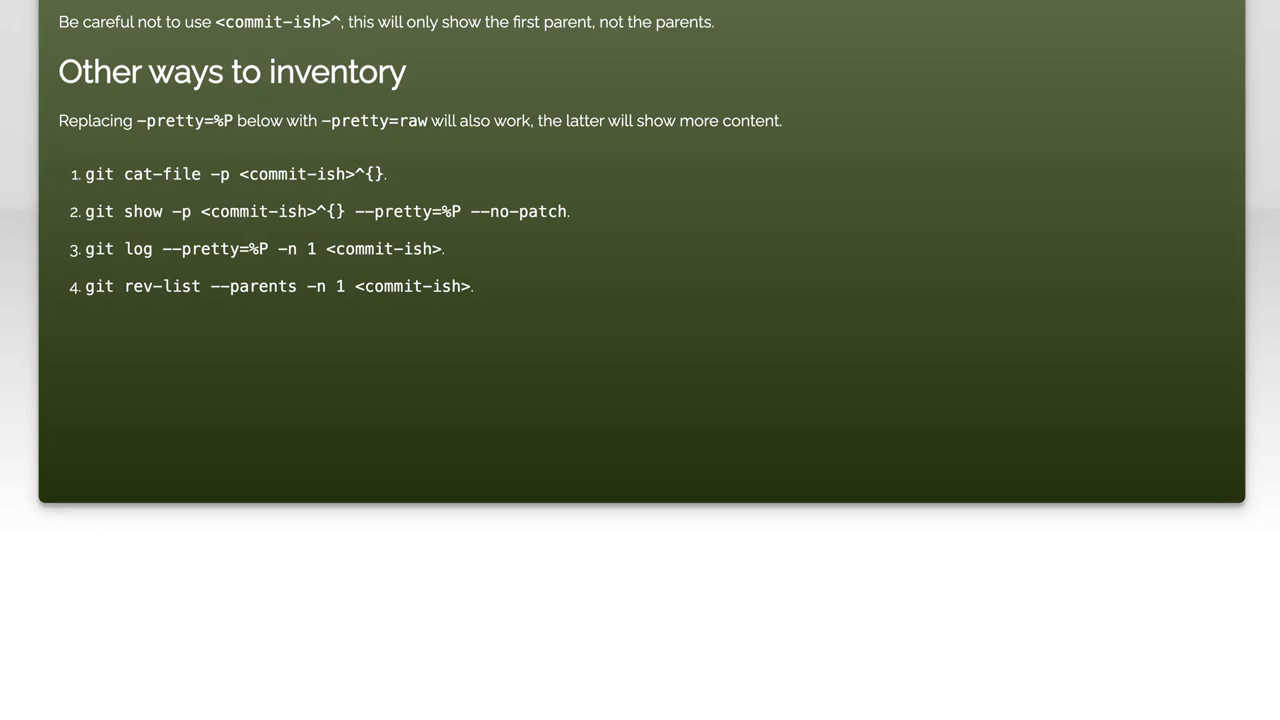 Be careful not to use <commit-ish>^, this will only show the first parent, not the parents.
Other ways to inventory
Replacing –pretty=%P below with –pretty=raw will also work, the latter will show more content.
1. git cat-file -p <commit-ish>^{}.
2. git show -p <commit-ish>^{} --pretty=%P --no-patch.
3. git log --pretty=%P -n 1 <commit-ish>.
4. git rev-list --parents -n 1 <commit-ish>.